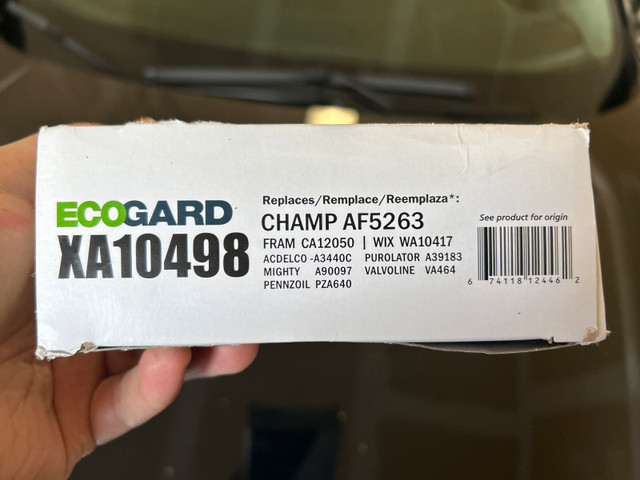 ECOGARD
XA10498
Replaces/Remplace/Reemplaza*:
CHAMP AF5263
FRAM CA12050 | WIX WA10417
ACDELCO -A3440C PUROLATOR A39183
MIGHTY A90097 VALVOLINE VA464
PENNZOIL PZA640
See product for origin
6 74118 12446 2